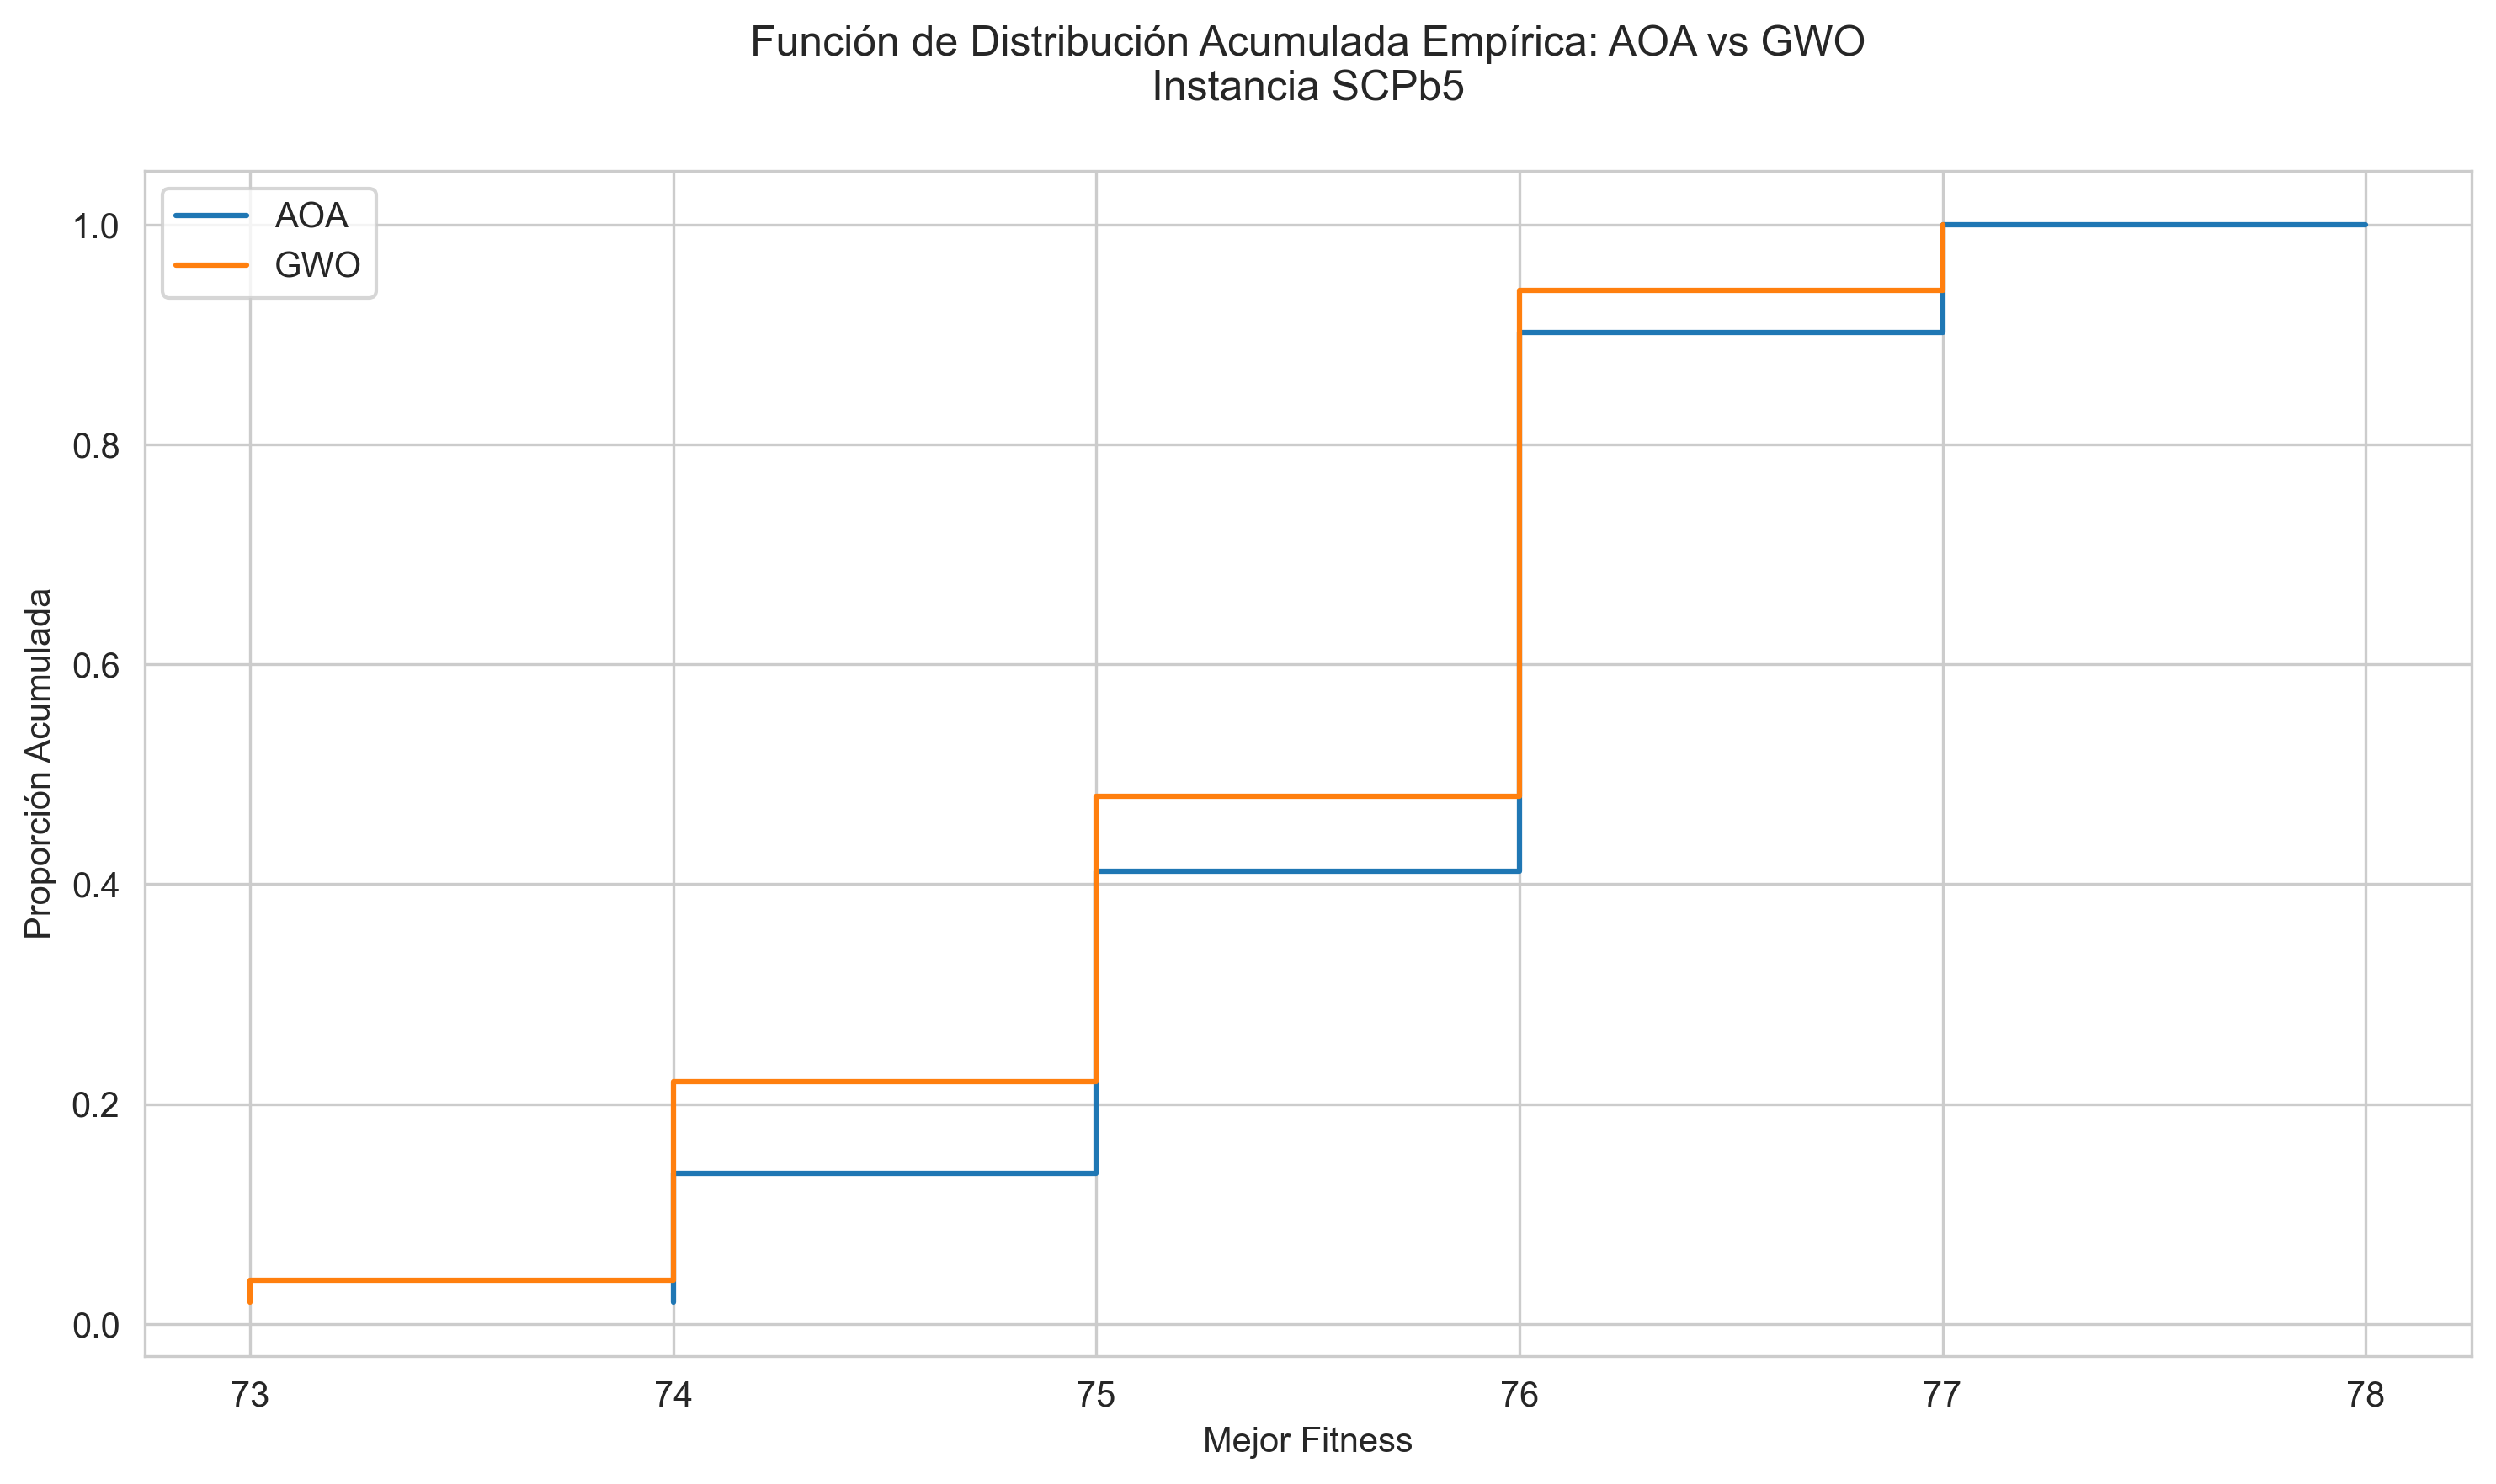 Función de Distribución Acumulada Empírica: AOA vs GWO
Instancia SCPb5
AOA
GWO
1.0
0.8
0.6
0.4
0.2
0.0
Proporción Acumulada
73 74 75 76 77 78
Mejor Fitness